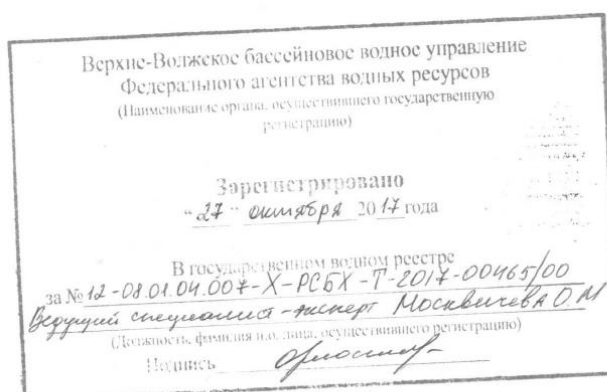 Верхне-Волжское бассейновое водное управление
Федерального агентства водных ресурсов
(Наименование органа, осуществившего государственную
регистрацию)
Зарегистрировано
"27" октября 2017 года
В государственном водном реестре
за № 12-08.01.04.007-Х-РСБХ-Т-2017-00465/00
Ведущий специалист-эксперт Москвичева О.М
(Должность, фамилия и.о. лица, осуществившего регистрацию)
Подпись